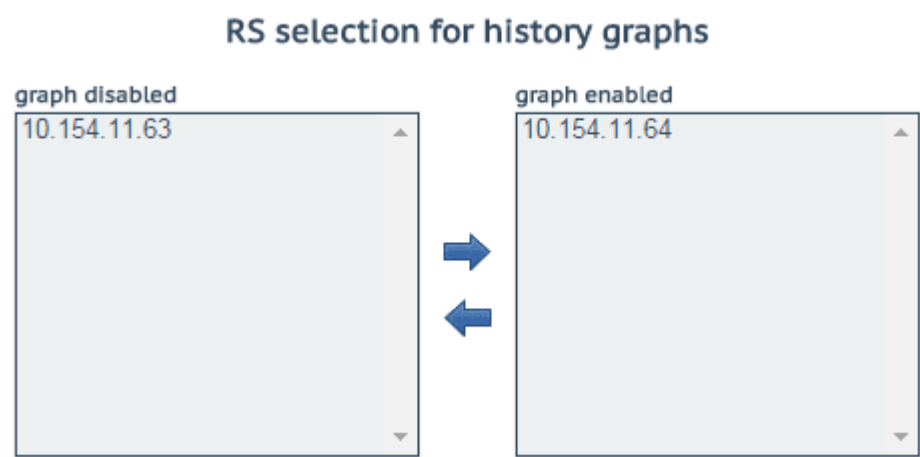 RS selection for history graphs
graph disabled
10.154.11.63
graph enabled
10.154.11.64